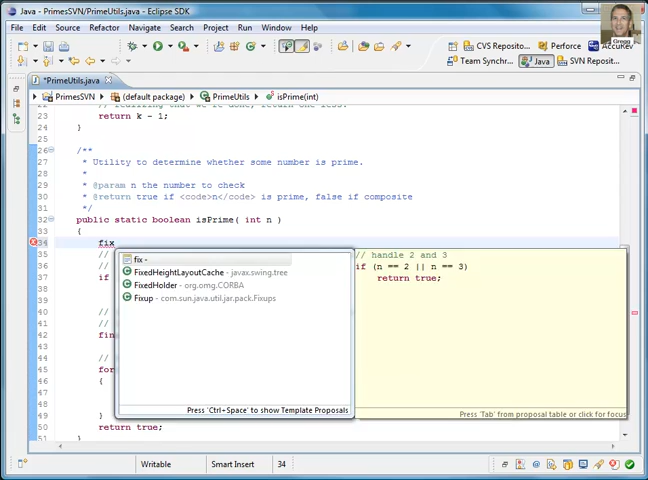 Java - PrimesSVN/PrimeUtils.java - Eclipse SDK
File Edit Source Refactor Navigate Search Project Run Window Help
CVS Reposito... Perforce AccuRev
Team Synchr... Java SVN Reposit...
*PrimeUtils.java
PrimesSVN (default package) PrimeUtils isPrime(int)
23 return k - 1;
24 }
25
26 /**
27 * Utility to determine whether some number is prime.
28 *
29 * @param n the number to check
30 * @return true if <code>n</code> is prime, false if composite
31 */
32 public static boolean isPrime( int n )
33 {
34 fix
35 //
36 //
37 if
38
39
40 //
41 //
42 fin
43
44 //
45 for
46 {
49 }
50 return true;
51 }
fix -
FixedHeightLayoutCache - javax.swing.tree
FixedHolder - org.omg.CORBA
Fixup - com.sun.java.util.jar.pack.Fixups
Press 'Ctrl+Space' to show Template Proposals
// handle 2 and 3
if (n == 2 || n == 3)
return true;
Press 'Tab' from proposal table or click for focus
Writable Smart Insert 34